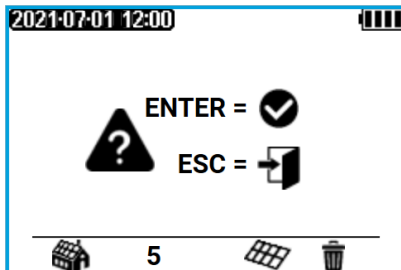 2021-07-01 12:00
?
ENTER =
ESC =
5